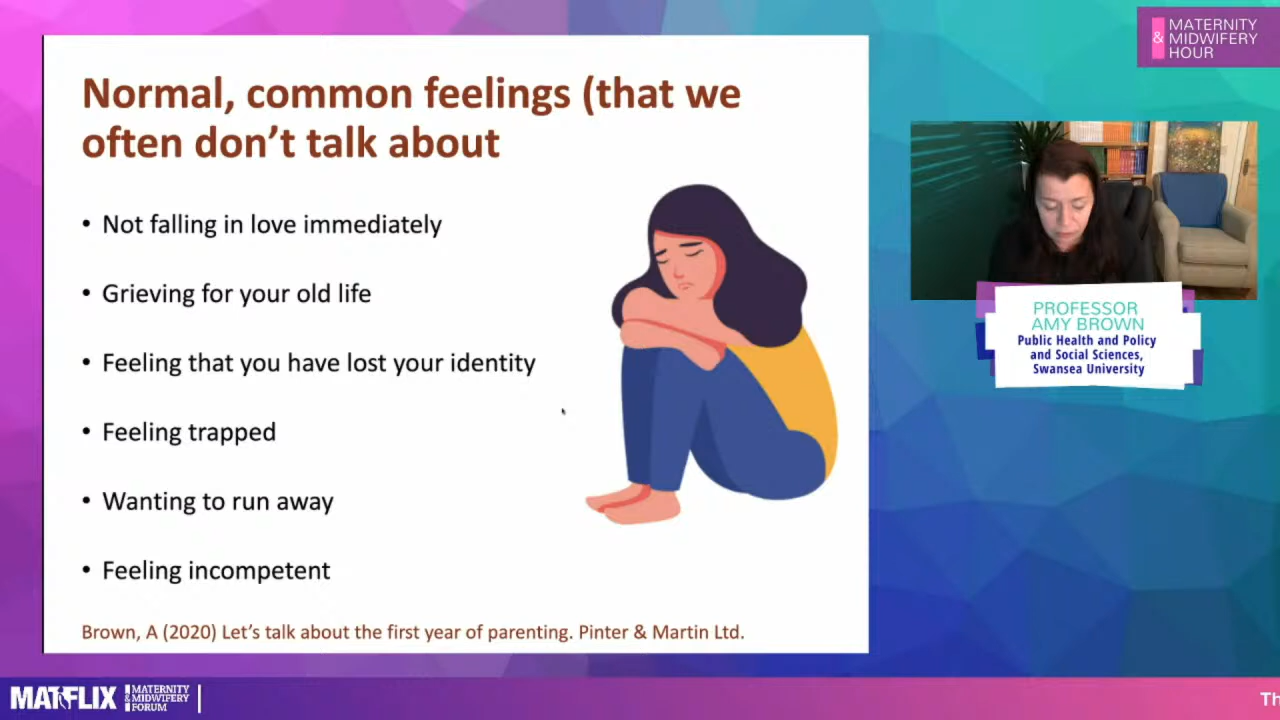 Normal, common feelings (that we
often don't talk about
• Not falling in love immediately
• Grieving for your old life
• Feeling that you have lost your identity
• Feeling trapped
• Wanting to run away
• Feeling incompetent
Brown, A (2020) Let's talk about the first year of parenting. Pinter & Martin Ltd.
MATERNITY
& MIDWIFERY
HOUR
PROFESSOR
AMY BROWN
Public Health and Policy
and Social Sciences,
Swansea University
MATFLIX
MATERNITY
& MIDWIFERY
FORUM
Th